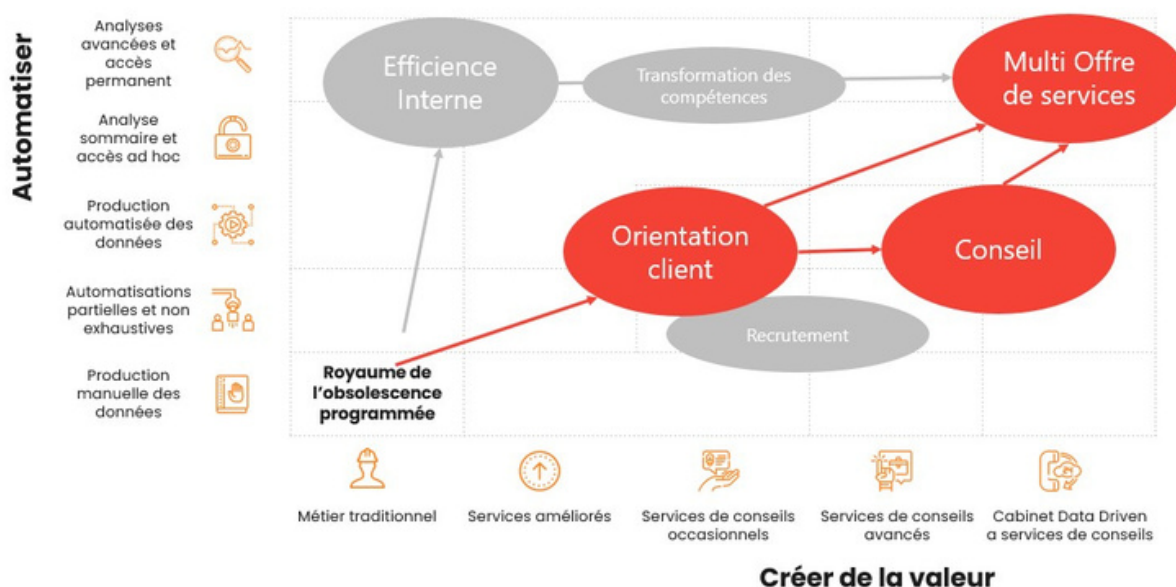 Automatiser
Analyses
avancées et
accès
permanent
Analyse
sommaire et
accès ad hoc
Production
automatisée des
données
Automatisations
partielles et non
exhaustives
Production
manuelle des
données
Efficience
Interne
Transformation des
compétences
Multi Offre
de services
Orientation
client
Conseil
Recrutement
Royaume de
l'obsolescence
programmée
Métier traditionnel
Services améliorés
Services de conseils
occasionnels
Services de conseils
avancés
Cabinet Data Driven
a services de conseils
Créer de la valeur